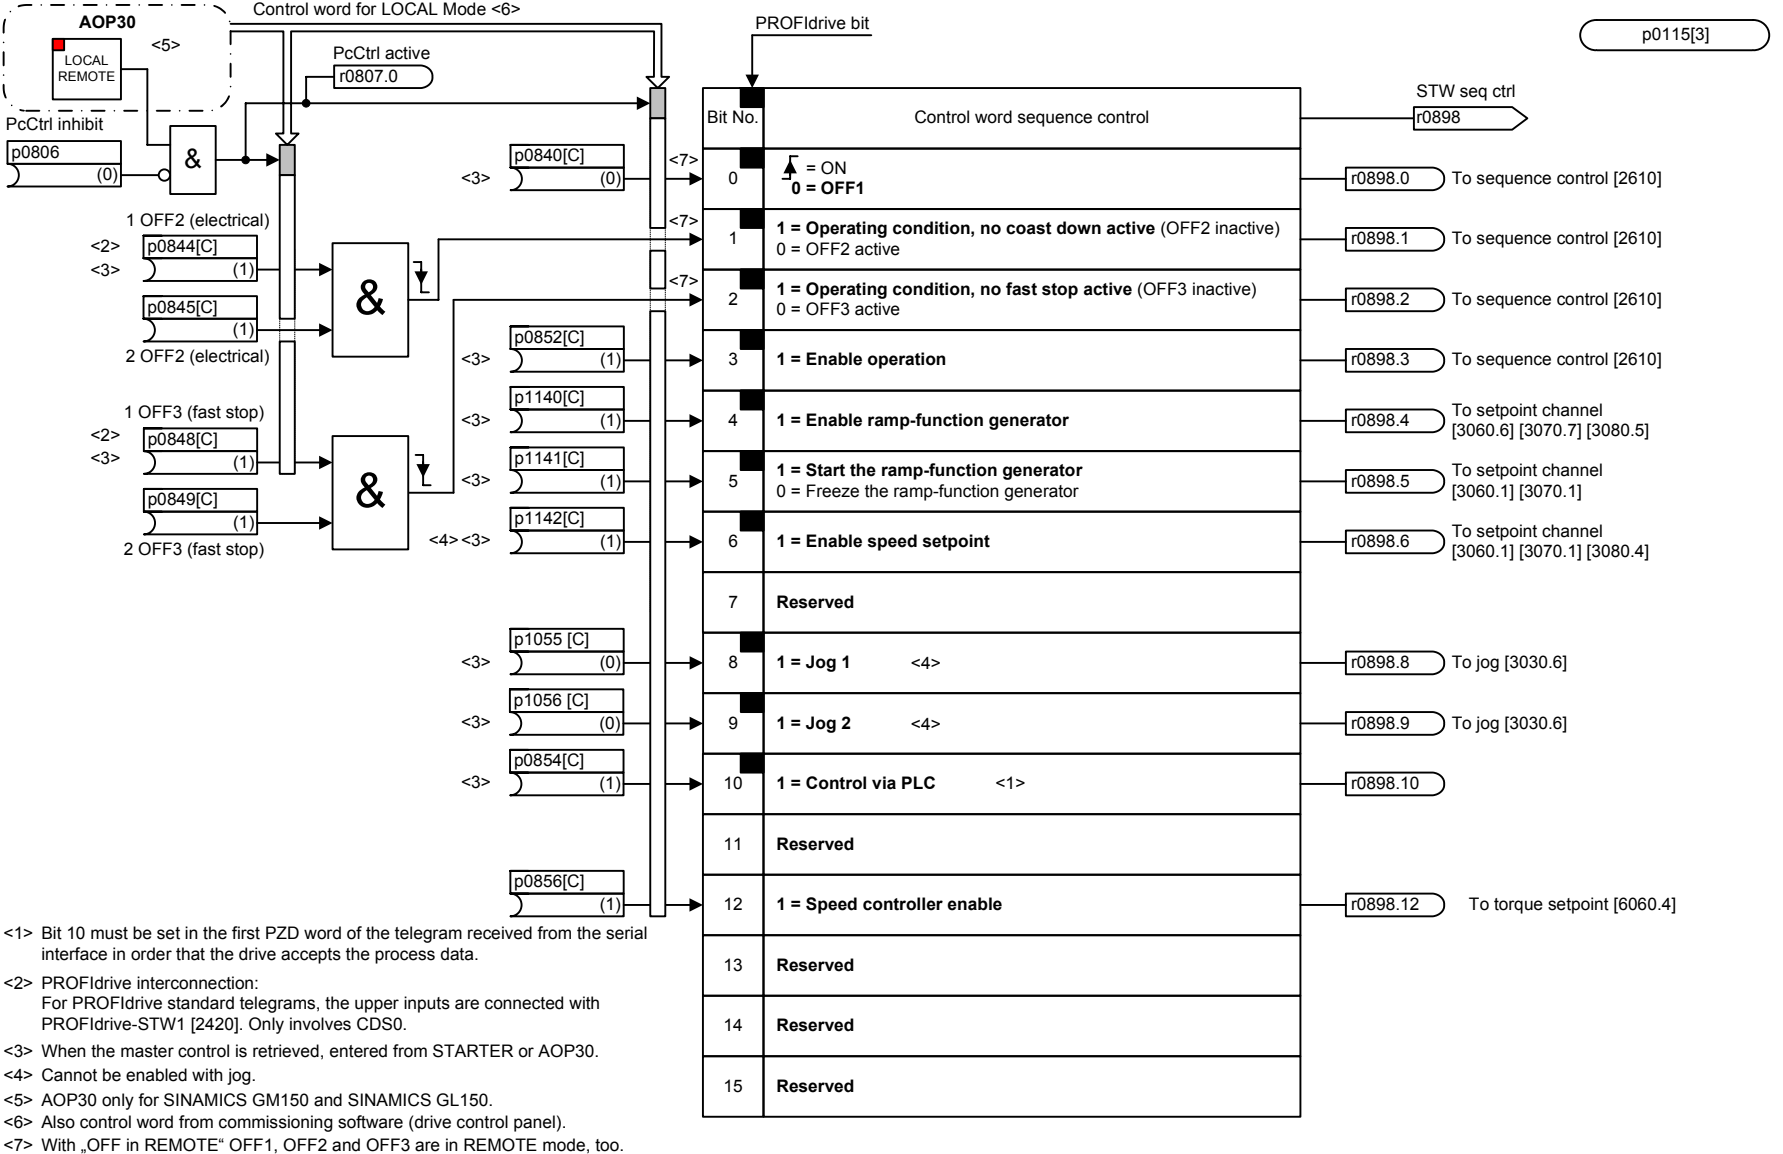 Control word for LOCAL Mode <6>
AOP30
<5>
LOCAL
REMOTE
PcCtrl active
r0807.0
PROFIdrive bit
p0115[3]
PcCtrl inhibit
p0806
(0)
&
Bit No.
Control word sequence control
STW seq ctrl
r0898
<3>
p0840[C]
(0)
<7>
0
= ON
0 = OFF1
r0898.0
To sequence control [2610]
1 OFF2 (electrical)
<2>
<3>
p0844[C]
(1)
p0845[C]
(1)
2 OFF2 (electrical)
&
<7>
1
1 = Operating condition, no coast down active (OFF2 inactive)
0 = OFF2 active
r0898.1
To sequence control [2610]
<7>
2
1 = Operating condition, no fast stop active (OFF3 inactive)
0 = OFF3 active
r0898.2
To sequence control [2610]
<3>
p0852[C]
(1)
3
1 = Enable operation
r0898.3
To sequence control [2610]
1 OFF3 (fast stop)
<2>
<3>
p0848[C]
(1)
p0849[C]
(1)
2 OFF3 (fast stop)
&
<3>
p1140[C]
(1)
4
1 = Enable ramp-function generator
r0898.4
To setpoint channel
[3060.6] [3070.7] [3080.5]
<3>
p1141[C]
(1)
5
1 = Start the ramp-function generator
0 = Freeze the ramp-function generator
r0898.5
To setpoint channel
[3060.1] [3070.1]
<4><3>
p1142[C]
(1)
6
1 = Enable speed setpoint
r0898.6
To setpoint channel
[3060.1] [3070.1] [3080.4]
7
Reserved
<3>
p1055 [C]
(0)
8
1 = Jog 1 <4>
r0898.8
To jog [3030.6]
<3>
p1056 [C]
(0)
9
1 = Jog 2 <4>
r0898.9
To jog [3030.6]
<3>
p0854[C]
(1)
10
1 = Control via PLC <1>
r0898.10
11
Reserved
p0856[C]
(1)
12
1 = Speed controller enable
r0898.12
To torque setpoint [6060.4]
13
Reserved
14
Reserved
15
Reserved
<1> Bit 10 must be set in the first PZD word of the telegram received from the serial
interface in order that the drive accepts the process data.
<2> PROFIdrive interconnection:
For PROFIdrive standard telegrams, the upper inputs are connected with
PROFIdrive-STW1 [2420]. Only involves CDS0.
<3> When the master control is retrieved, entered from STARTER or AOP30.
<4> Cannot be enabled with jog.
<5> AOP30 only for SINAMICS GM150 and SINAMICS GL150.
<6> Also control word from commissioning software (drive control panel).
<7> With „OFF in REMOTE“ OFF1, OFF2 and OFF3 are in REMOTE mode, too.